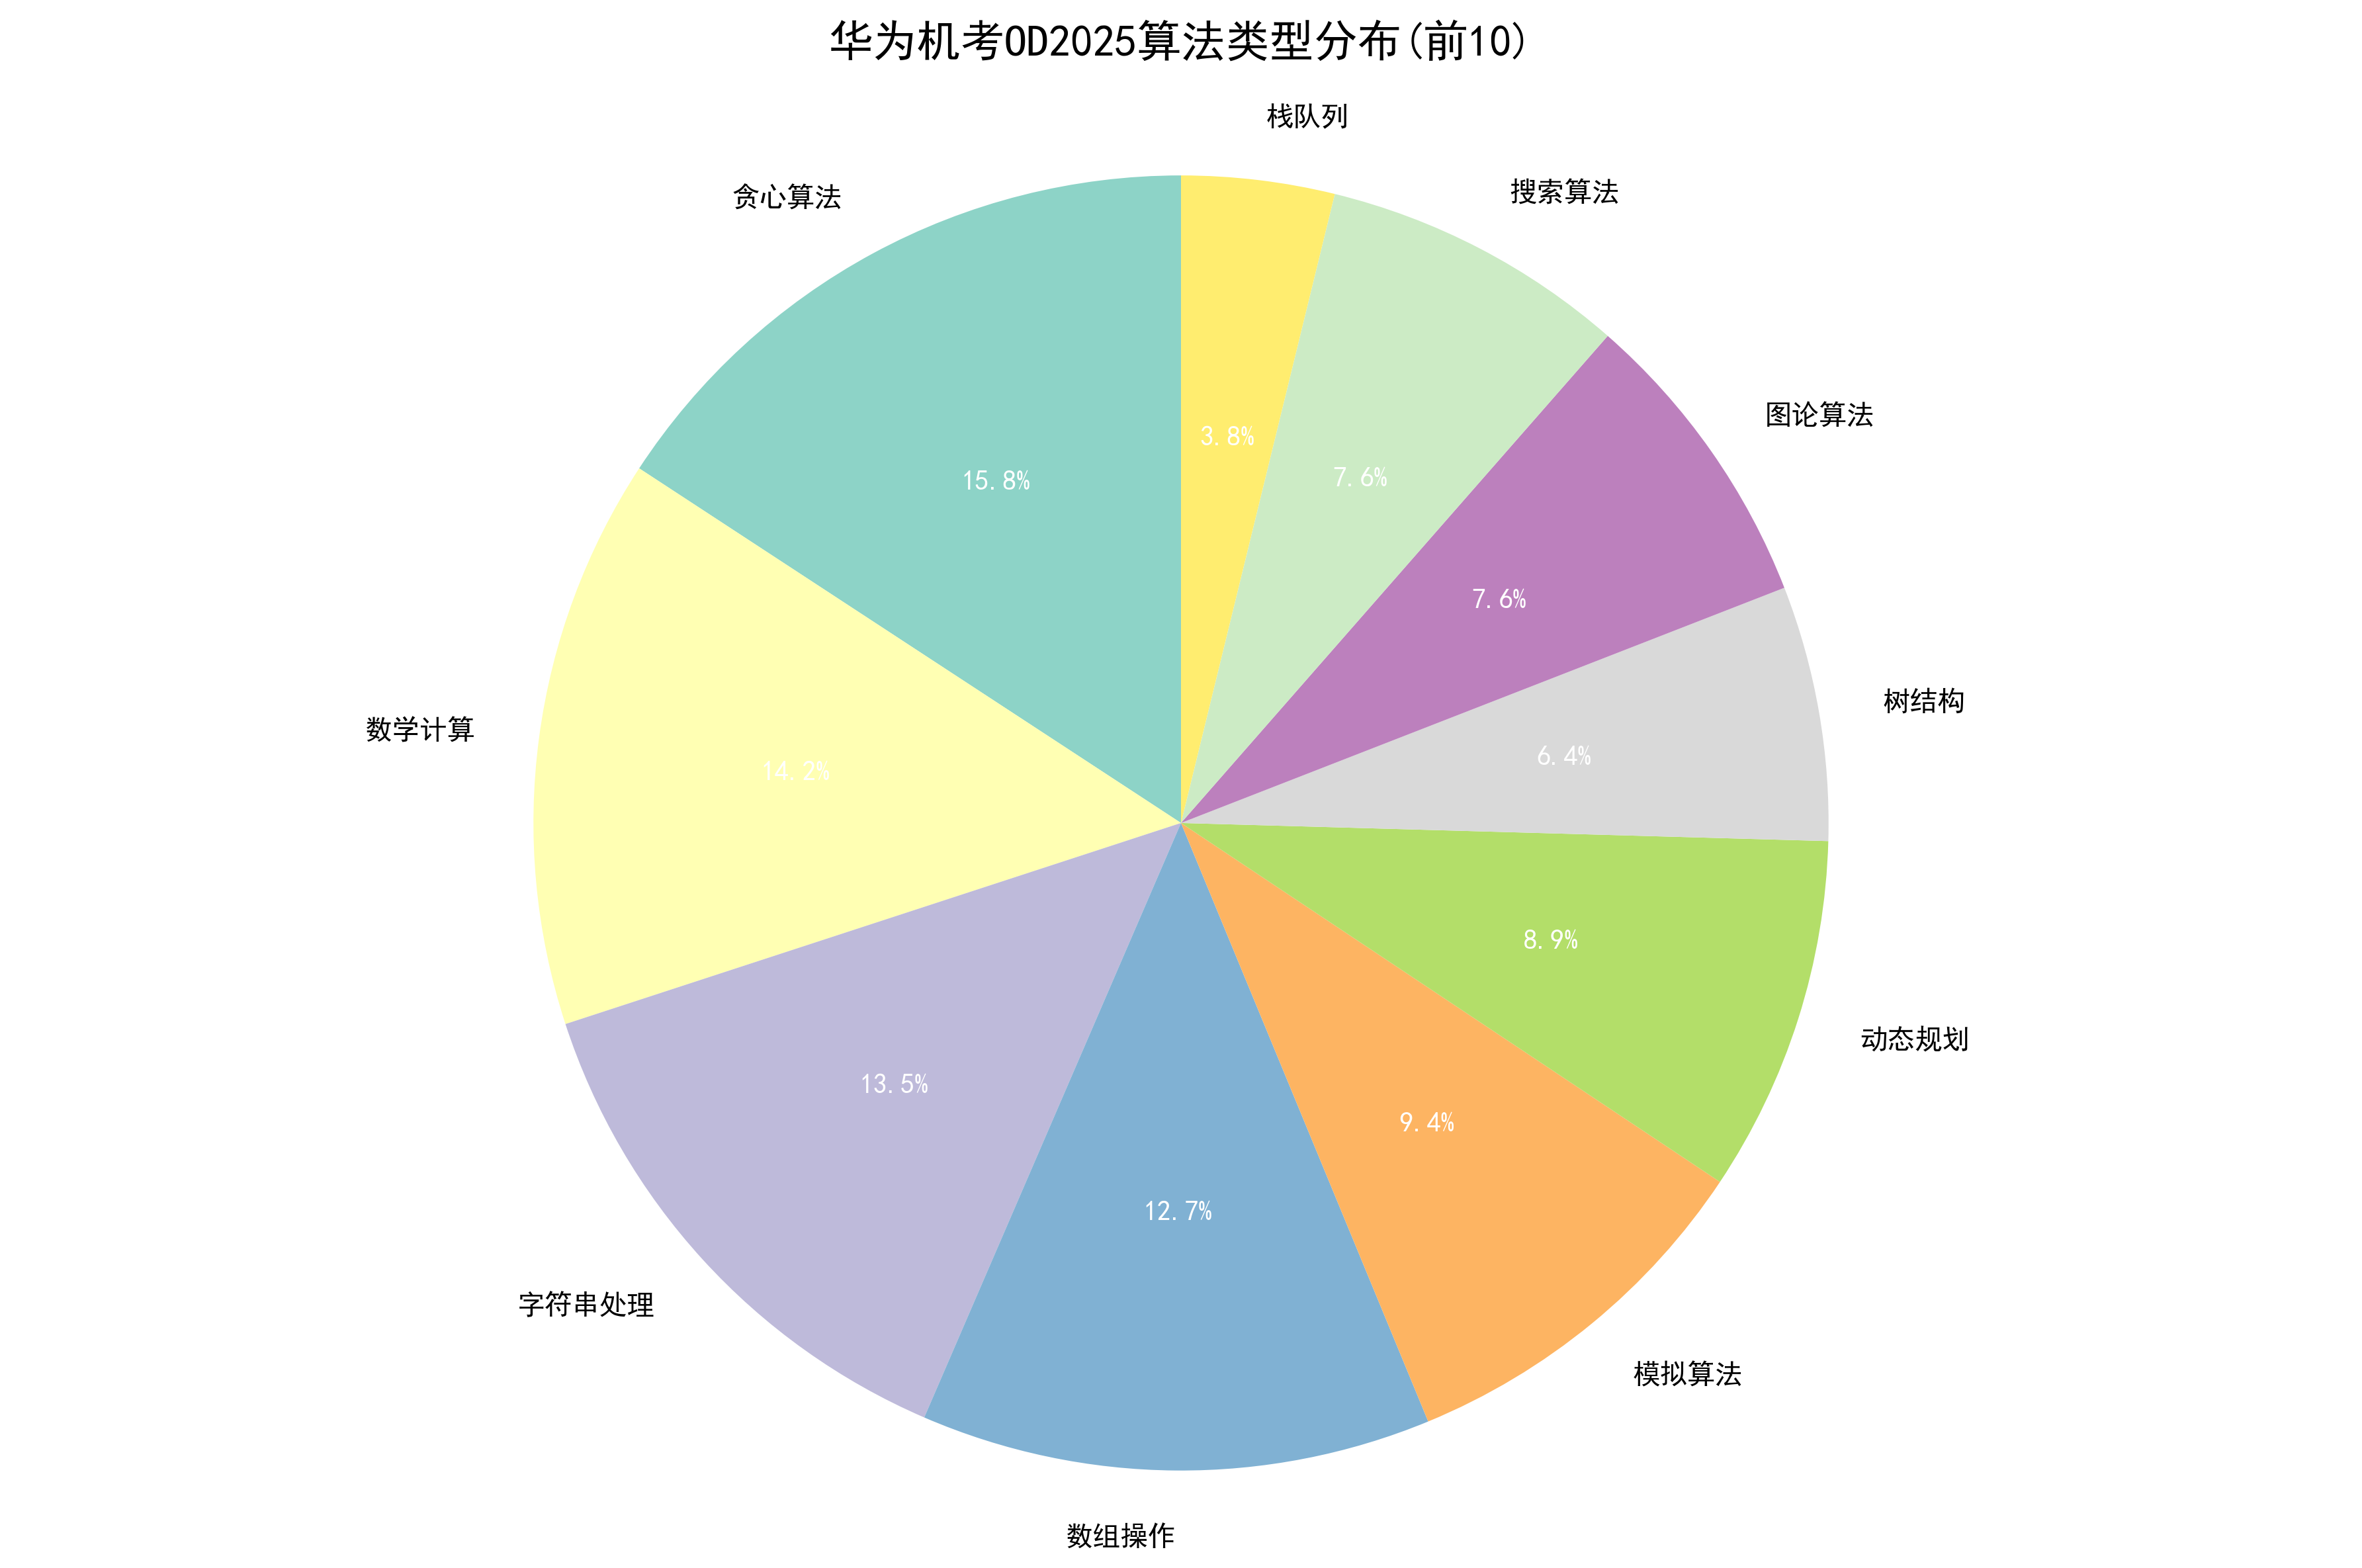 华为机考OD2025算法类型分布(前10)
栈队列
搜索算法
贪心算法
图论算法
3.8%
7.6%
15.8%
7.6%
树结构
数学计算
6.4%
14.2%
8.9%
动态规划
13.5%
9.4%
12.7%
字符串处理
模拟算法
数组操作